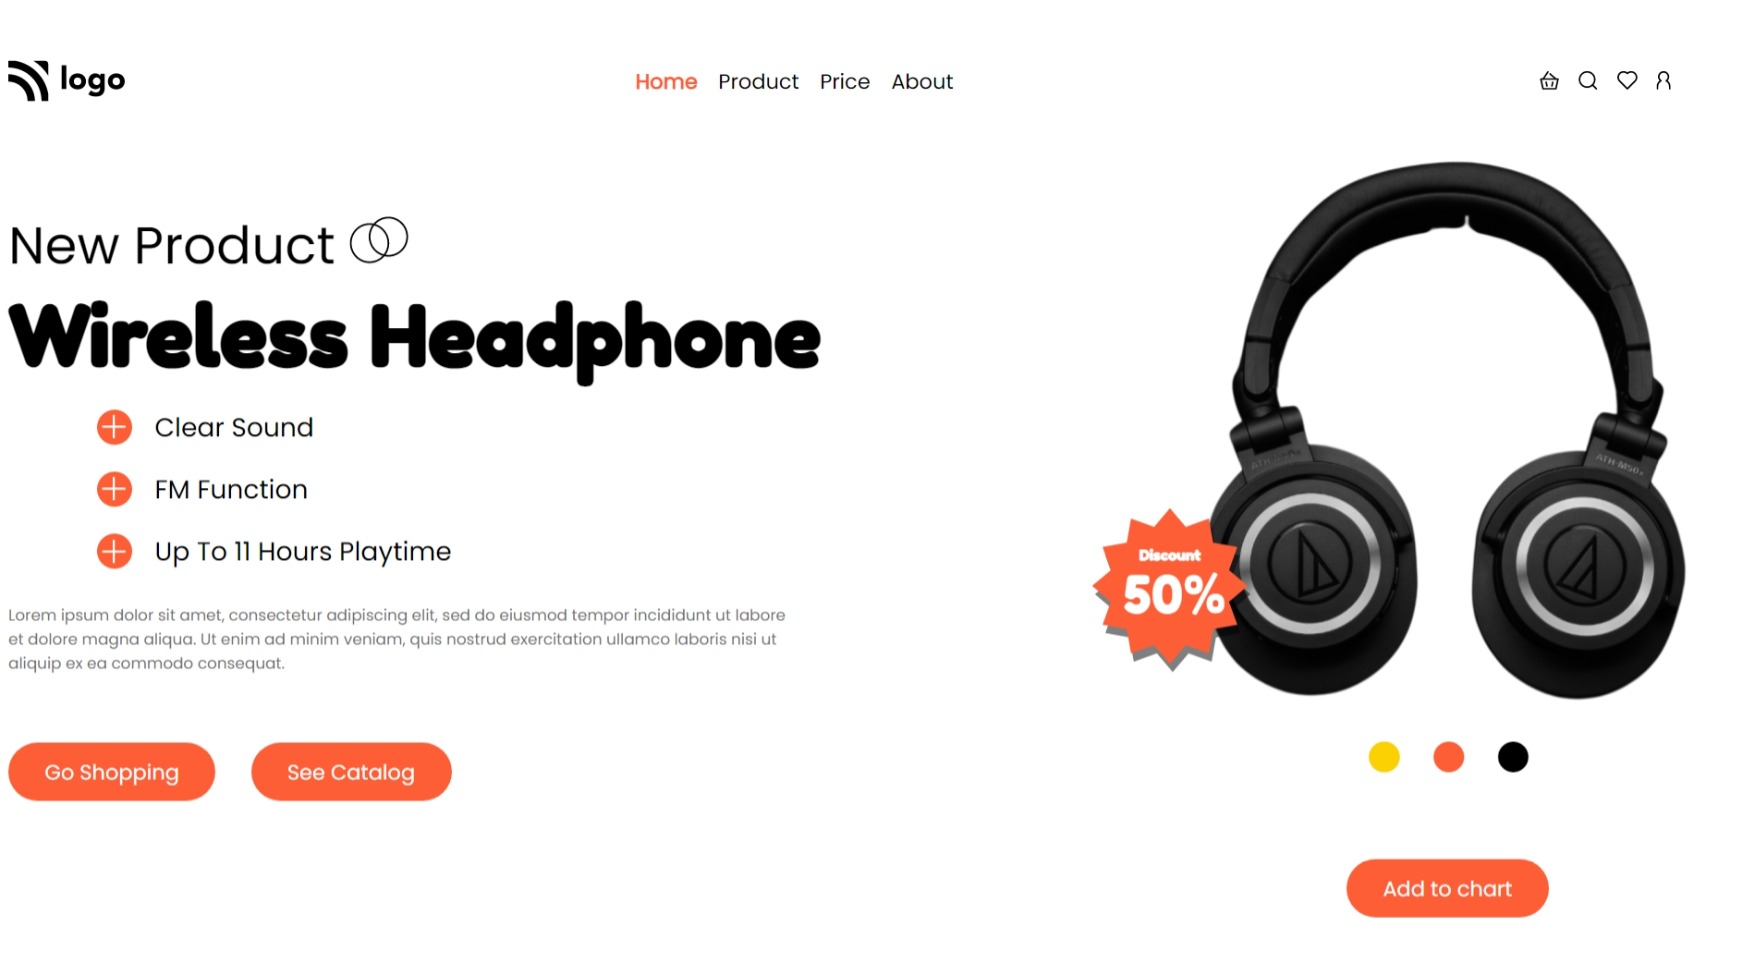 logo
Home Product Price About
New Product
Wireless Headphone
Clear Sound
FM Function
Up To 11 Hours Playtime
Lorem ipsum dolor sit amet, consectetur adipiscing elit, sed do eiusmod tempor incididunt ut labore
et dolore magna aliqua. Ut enim ad minim veniam, quis nostrud exercitation ullamco laboris nisi ut
aliquip ex ea commodo consequat.
Go Shopping See Catalog
ATH-M50x
Discount
50%
Add to chart